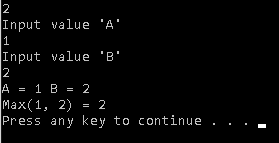 2
Input value 'A'
1
Input value 'B'
2
A = 1 B = 2
Max(1, 2) = 2
Press any key to continue . . .